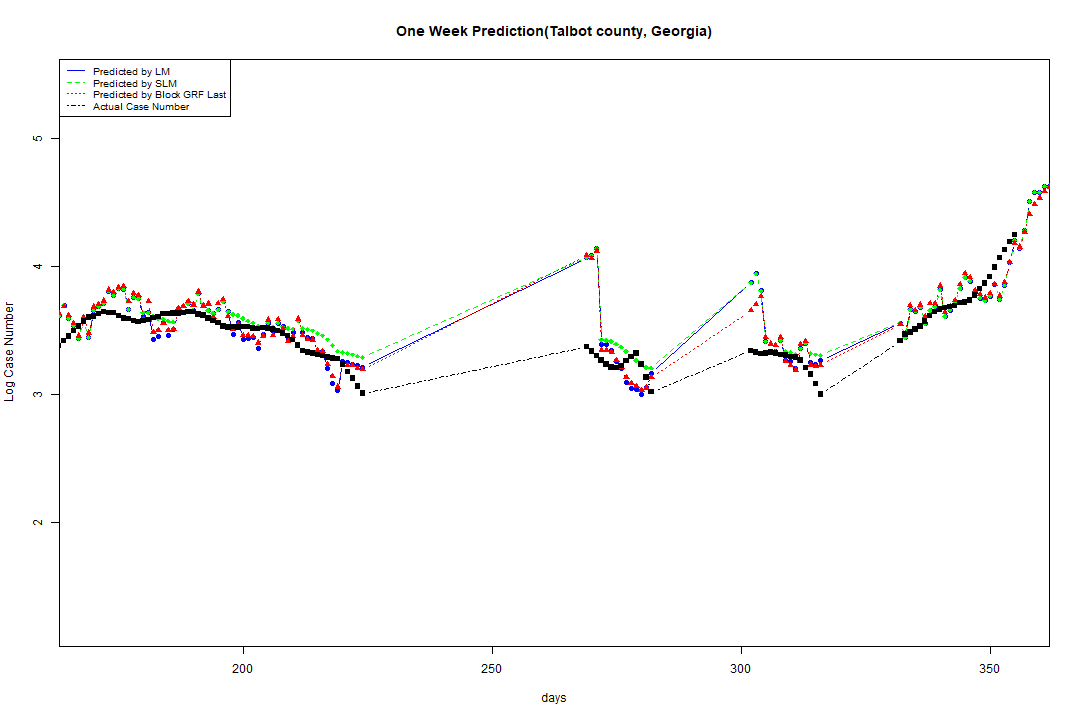 One Week Prediction(Talbot county, Georgia)
Predicted by LM
Predicted by SLM
Predicted by Block GRF Last
Actual Case Number
5
4
3
2
Log Case Number
200 250 300 350
days